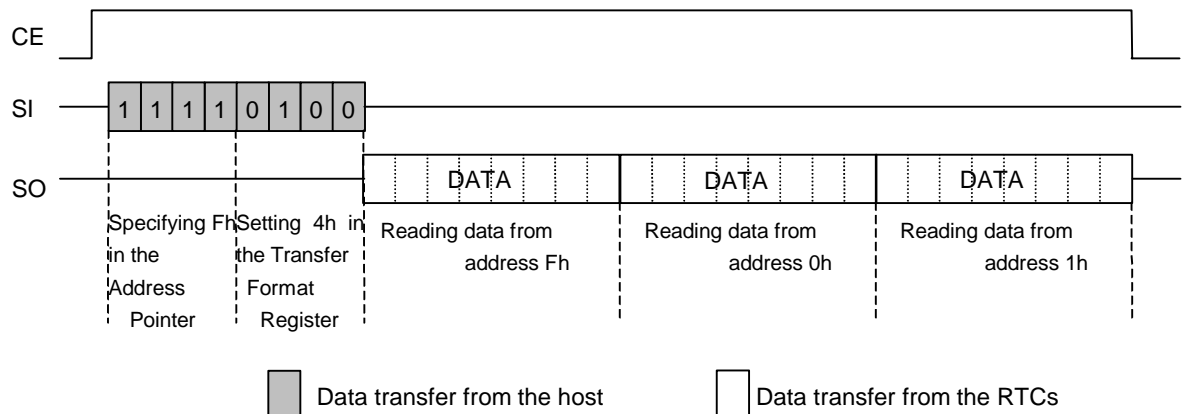 CE
SI 1 1 1 1 0 1 0 0
SO DATA DATA DATA
Specifying Fh
in the
Address
Pointer
Setting 4h in
the Transfer
Format
Register
Reading data from
address Fh
Reading data from
address 0h
Reading data from
address 1h
Data transfer from the host
Data transfer from the RTCs